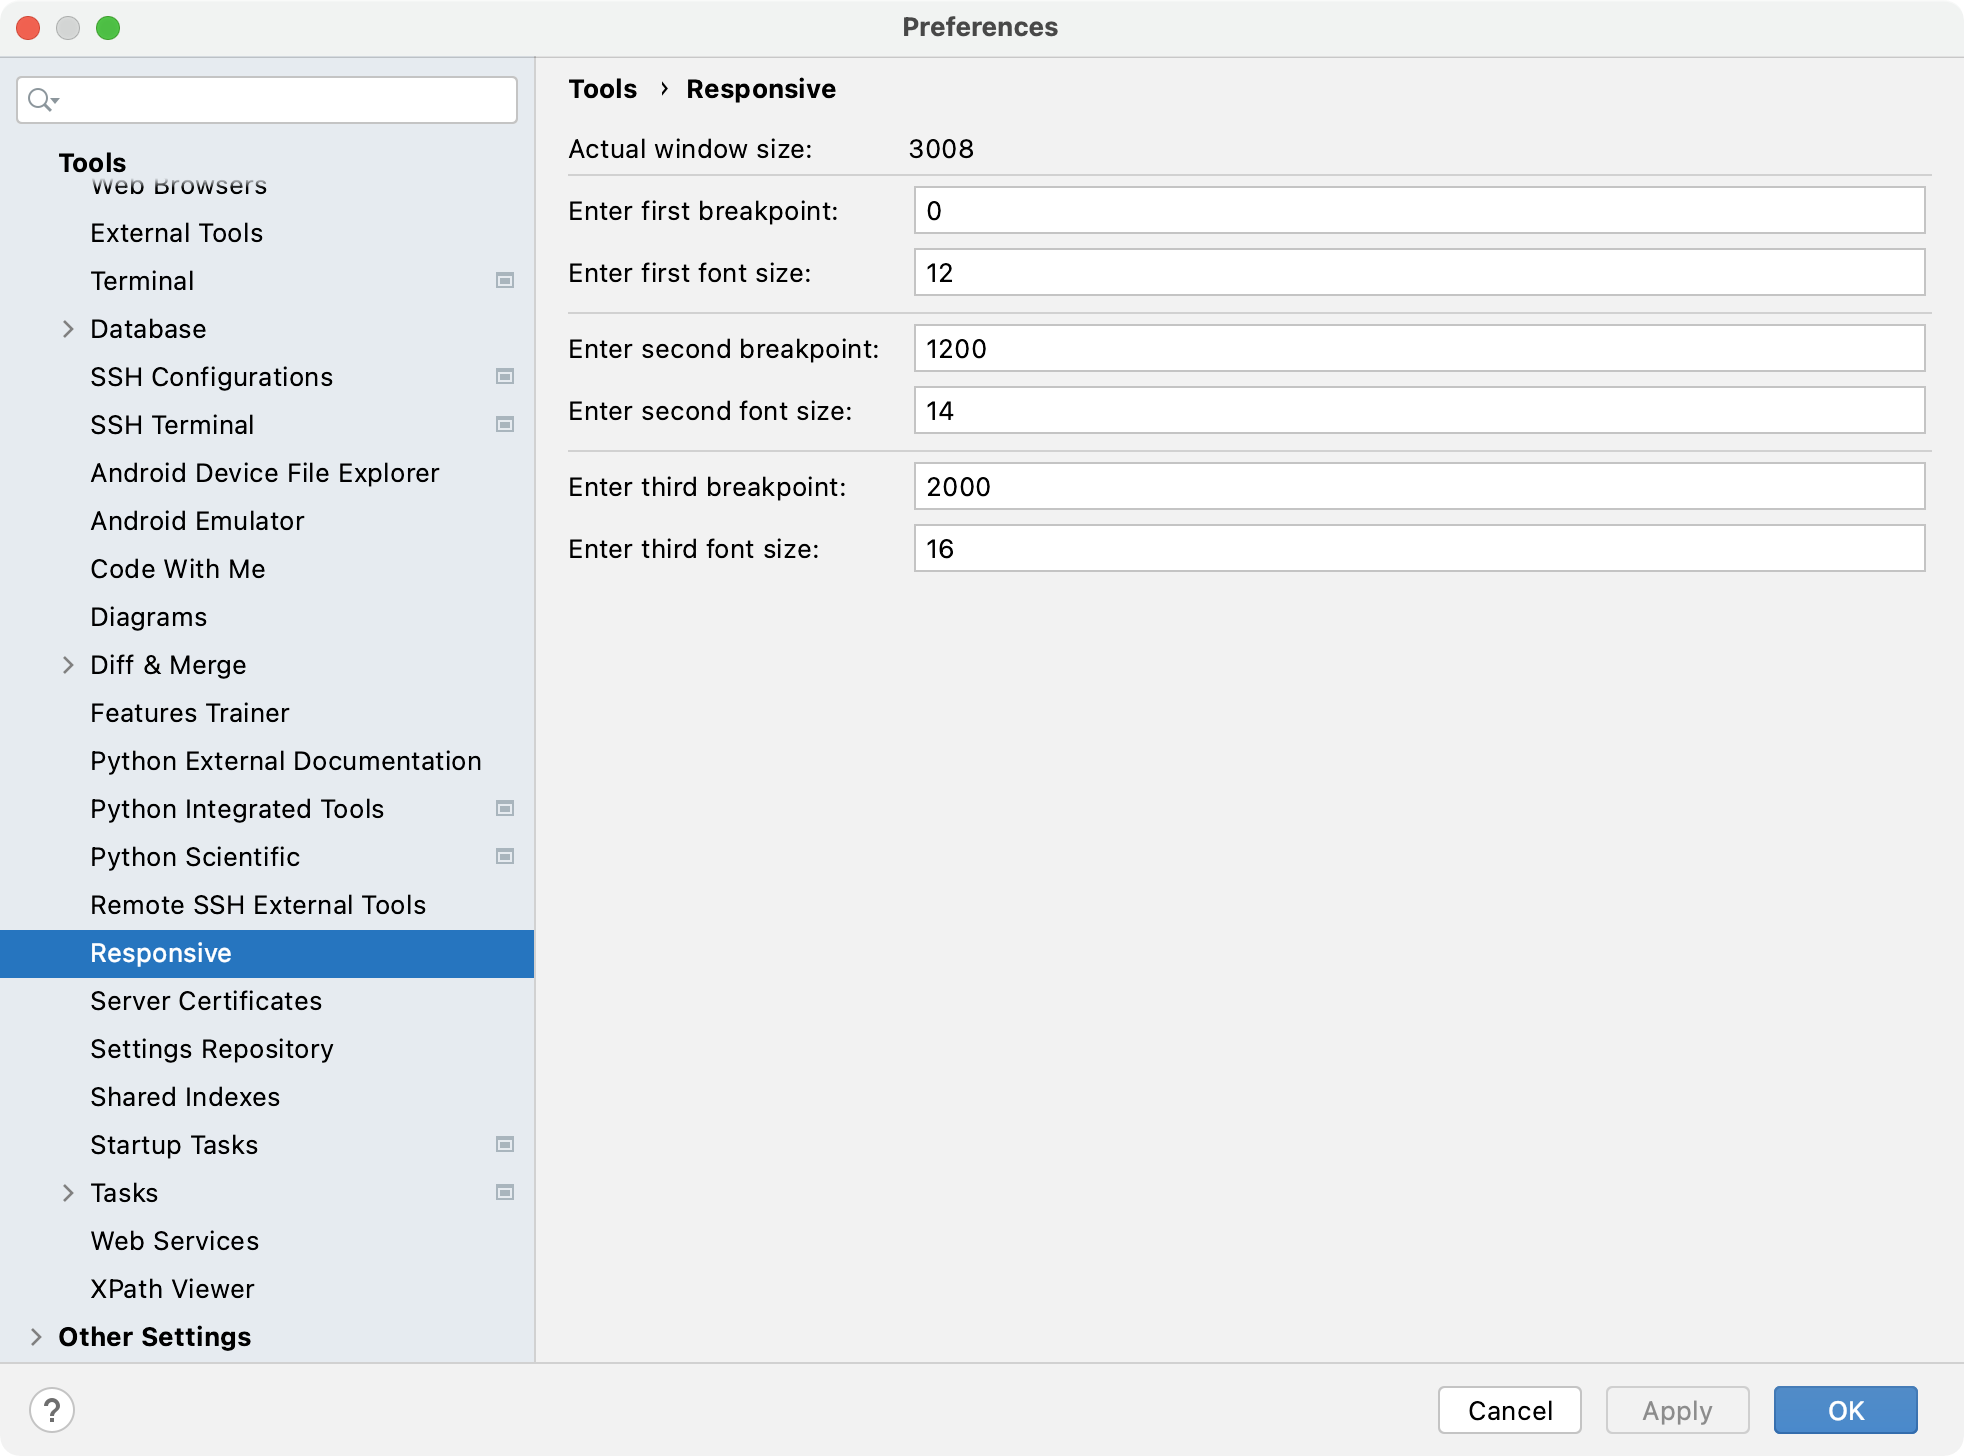 Preferences
Tools
Web Browsers
External Tools
Terminal
Database
SSH Configurations
SSH Terminal
Android Device File Explorer
Android Emulator
Code With Me
Diagrams
Diff & Merge
Features Trainer
Python External Documentation
Python Integrated Tools
Python Scientific
Remote SSH External Tools
Responsive
Server Certificates
Settings Repository
Shared Indexes
Startup Tasks
Tasks
Web Services
XPath Viewer
Other Settings
Tools › Responsive
Actual window size: 3008
Enter first breakpoint: 0
Enter first font size: 12
Enter second breakpoint: 1200
Enter second font size: 14
Enter third breakpoint: 2000
Enter third font size: 16
? Cancel Apply OK